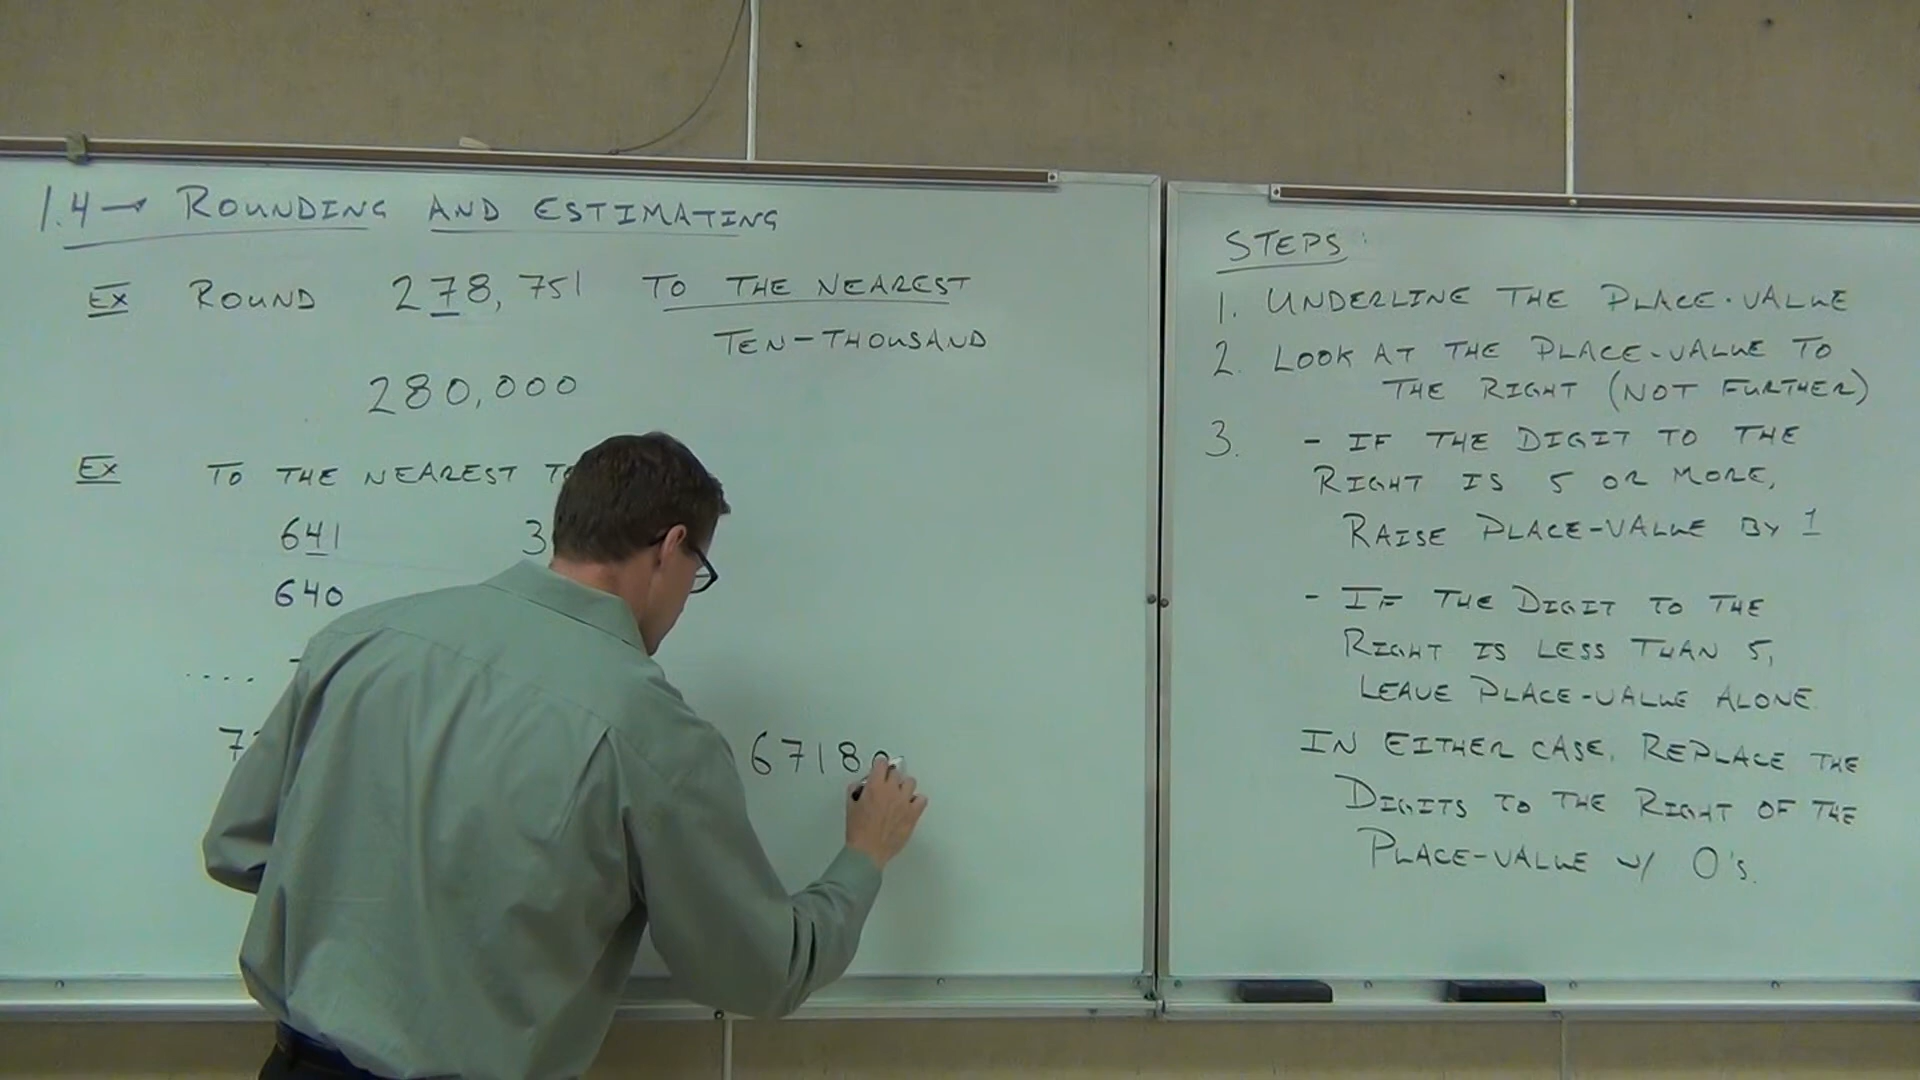 1.4 → ROUNDING AND ESTIMATING
EX ROUND 278,751 TO THE NEAREST
TEN-THOUSAND
280,000
EX TO THE NEAREST
641
640
....
6718
STEPS:
1. UNDERLINE THE PLACE-VALUE
2. LOOK AT THE PLACE-VALUE TO
THE RIGHT (NOT FURTHER)
3. - IF THE DIGIT TO THE
RIGHT IS 5 OR MORE,
RAISE PLACE-VALUE BY 1
- IF THE DIGIT TO THE
RIGHT IS LESS THAN 5,
LEAVE PLACE-VALUE ALONE.
IN EITHER CASE, REPLACE THE
DIGITS TO THE RIGHT OF THE
PLACE-VALUE W/ 0's.